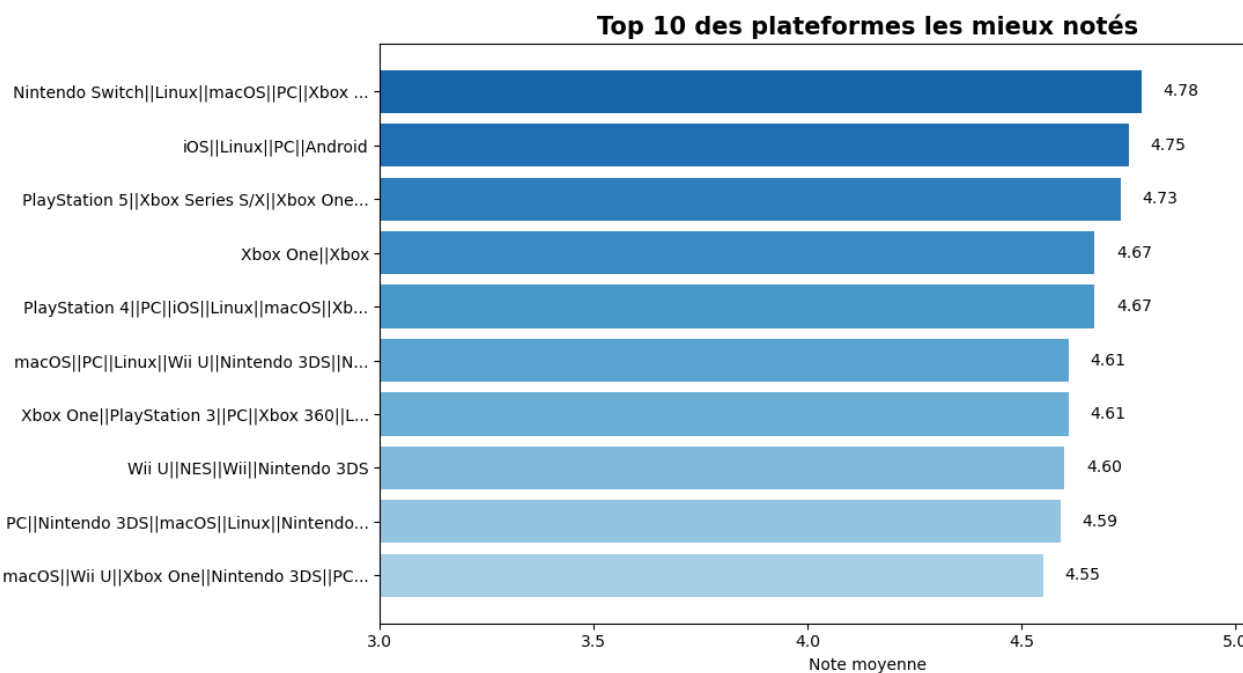 Top 10 des plateformes les mieux notés
Nintendo Switch||Linux||macOS||PC||Xbox ...
4.78
iOS||Linux||PC||Android
4.75
PlayStation 5||Xbox Series S/X||Xbox One...
4.73
Xbox One||Xbox
4.67
PlayStation 4||PC||iOS||Linux||macOS||Xb...
4.67
macOS||PC||Linux||Wii U||Nintendo 3DS||N...
4.61
Xbox One||PlayStation 3||PC||Xbox 360||L...
4.61
Wii U||NES||Wii||Nintendo 3DS
4.60
PC||Nintendo 3DS||macOS||Linux||Nintendo...
4.59
macOS||Wii U||Xbox One||Nintendo 3DS||PC...
4.55
3.0 3.5 4.0 4.5 5.0
Note moyenne